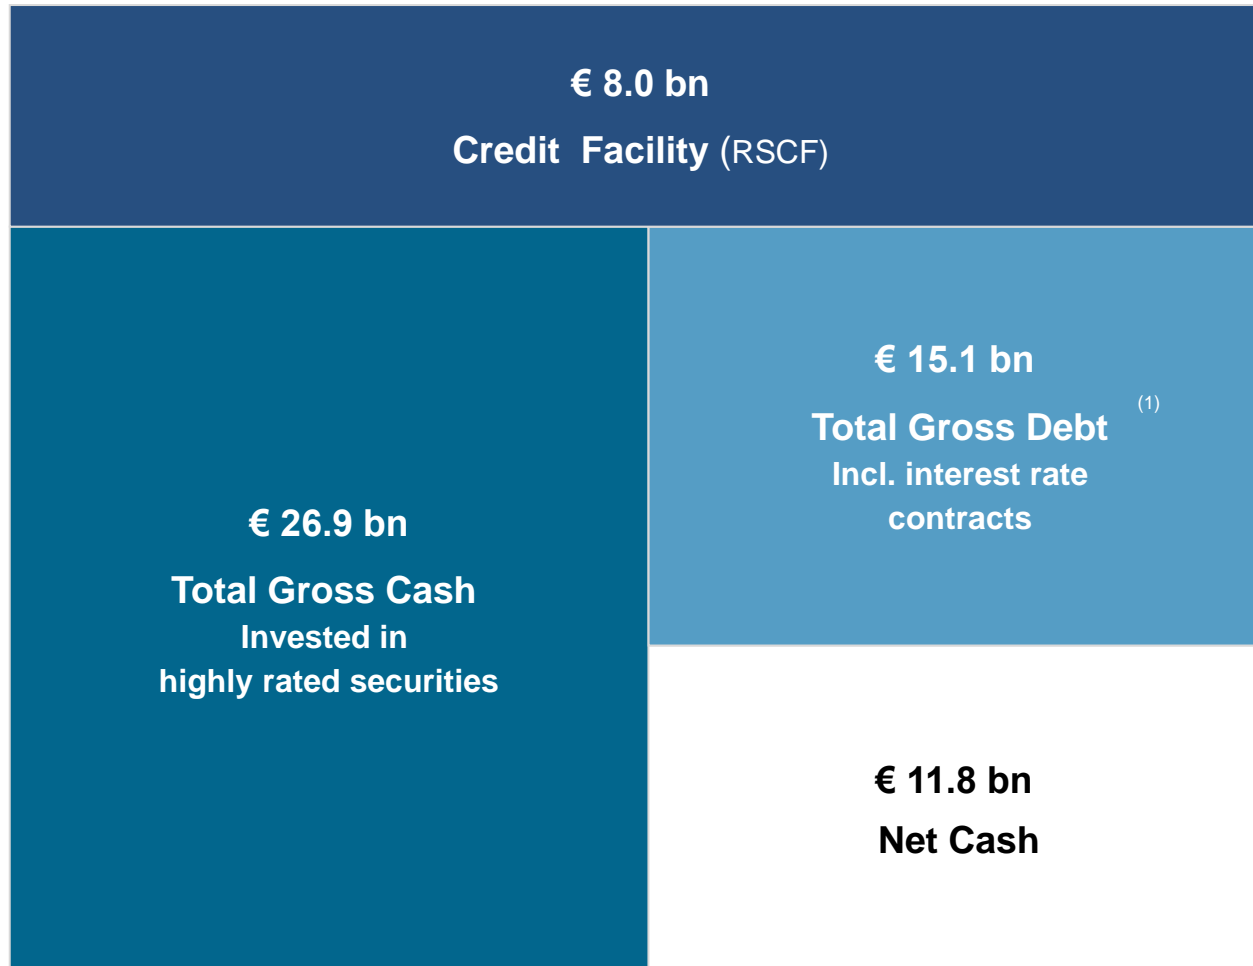 € 8.0 bn
Credit Facility (RSCF)
€ 26.9 bn
Total Gross Cash
Invested in
highly rated securities
€ 15.1 bn
Total Gross Debt (1)
Incl. interest rate
contracts
€ 11.8 bn
Net Cash